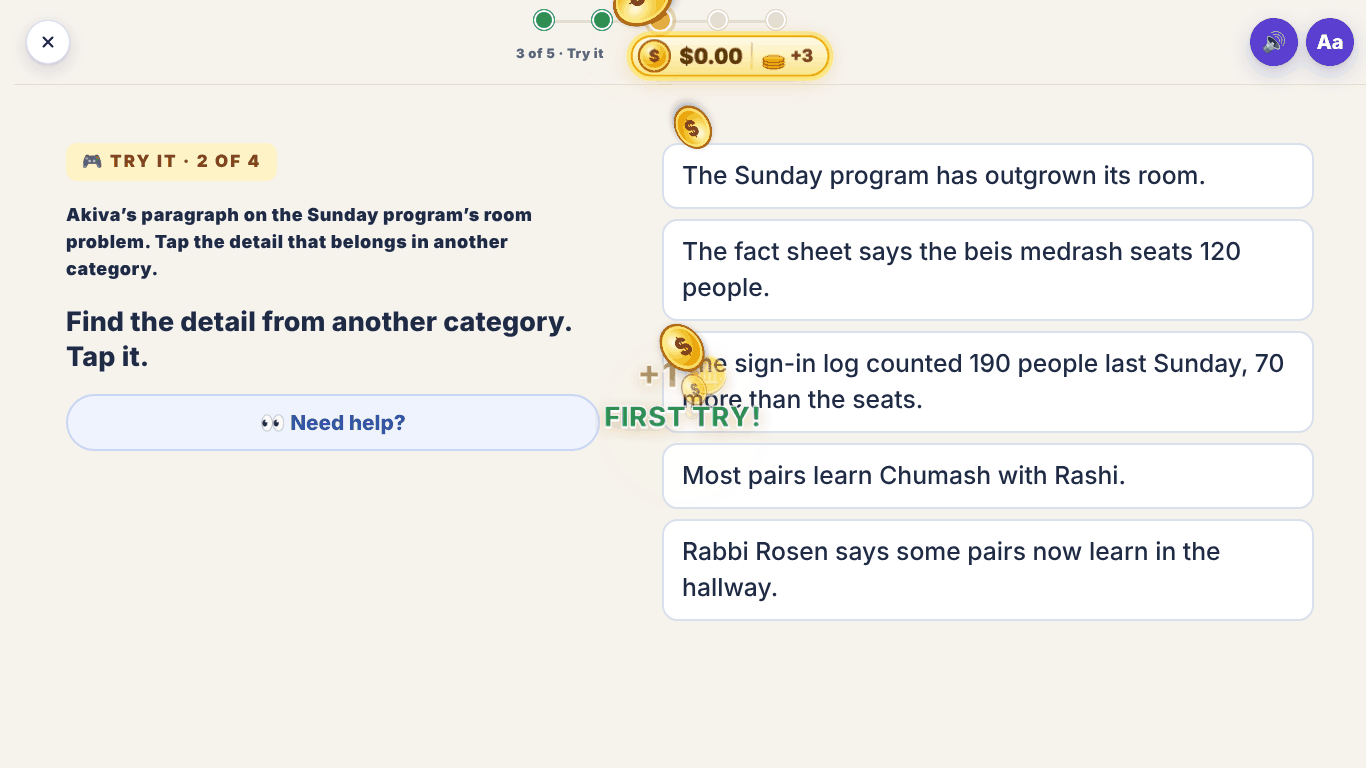 3 of 5 · Try it
$0.00
+3
Aa
TRY IT · 2 OF 4
Akiva’s paragraph on the Sunday program’s room
problem. Tap the detail that belongs in another
category.
Find the detail from another category.
Tap it.
Need help?
FIRST TRY!
The Sunday program has outgrown its room.
The fact sheet says the beis medrash seats 120
people.
sign-in log counted 190 people last Sunday, 70
more than the seats.
Most pairs learn Chumash with Rashi.
Rabbi Rosen says some pairs now learn in the
hallway.